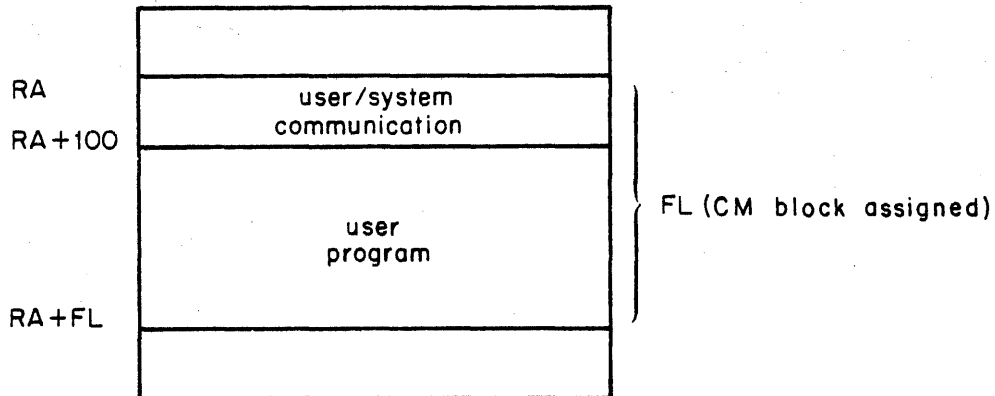 RA
user/system
communication
RA+100
FL (CM block assigned)
user
program
RA+FL